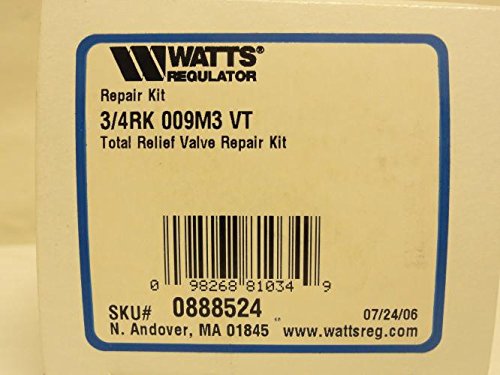 WATTS®
REGULATOR
Repair Kit
3/4RK 009M3 VT
Total Relief Valve Repair Kit
0 98268 81034 9
SKU# 0888524 07/24/06
N. Andover, MA 01845 www.wattsreg.com